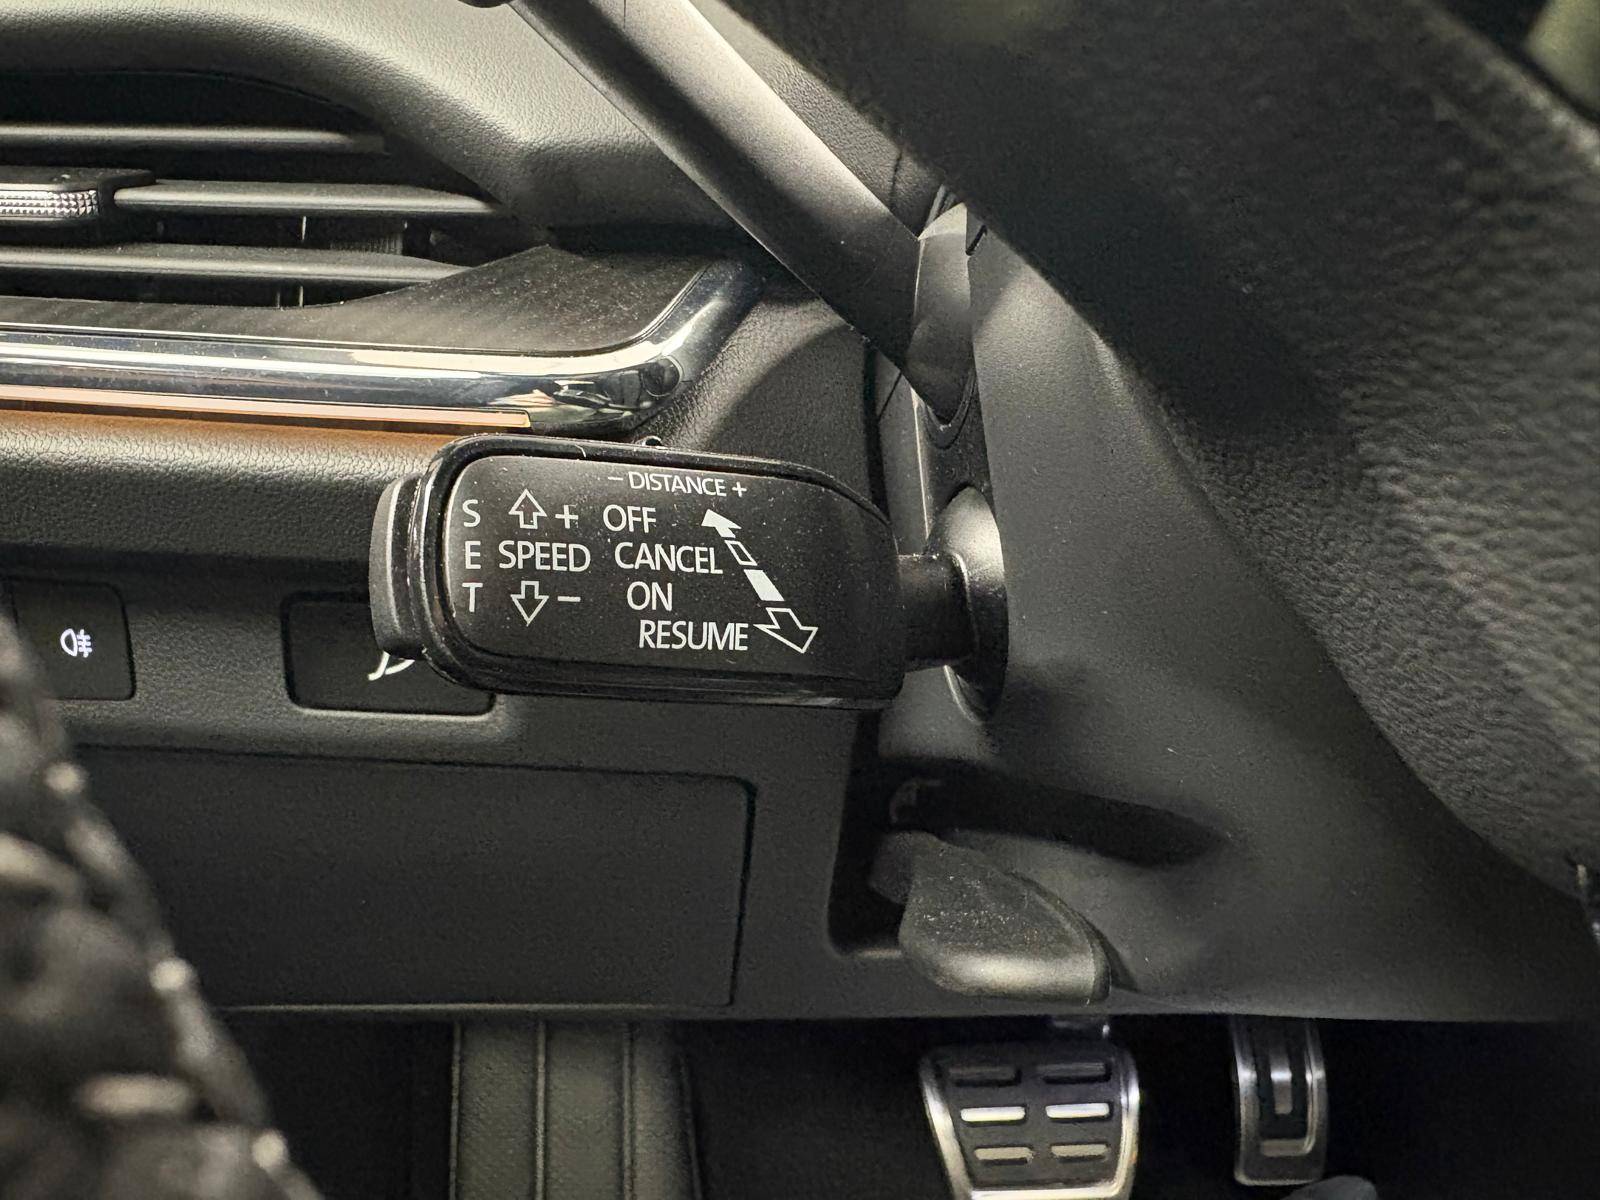 − DISTANCE +
S + OFF
E SPEED CANCEL
T − ON
RESUME